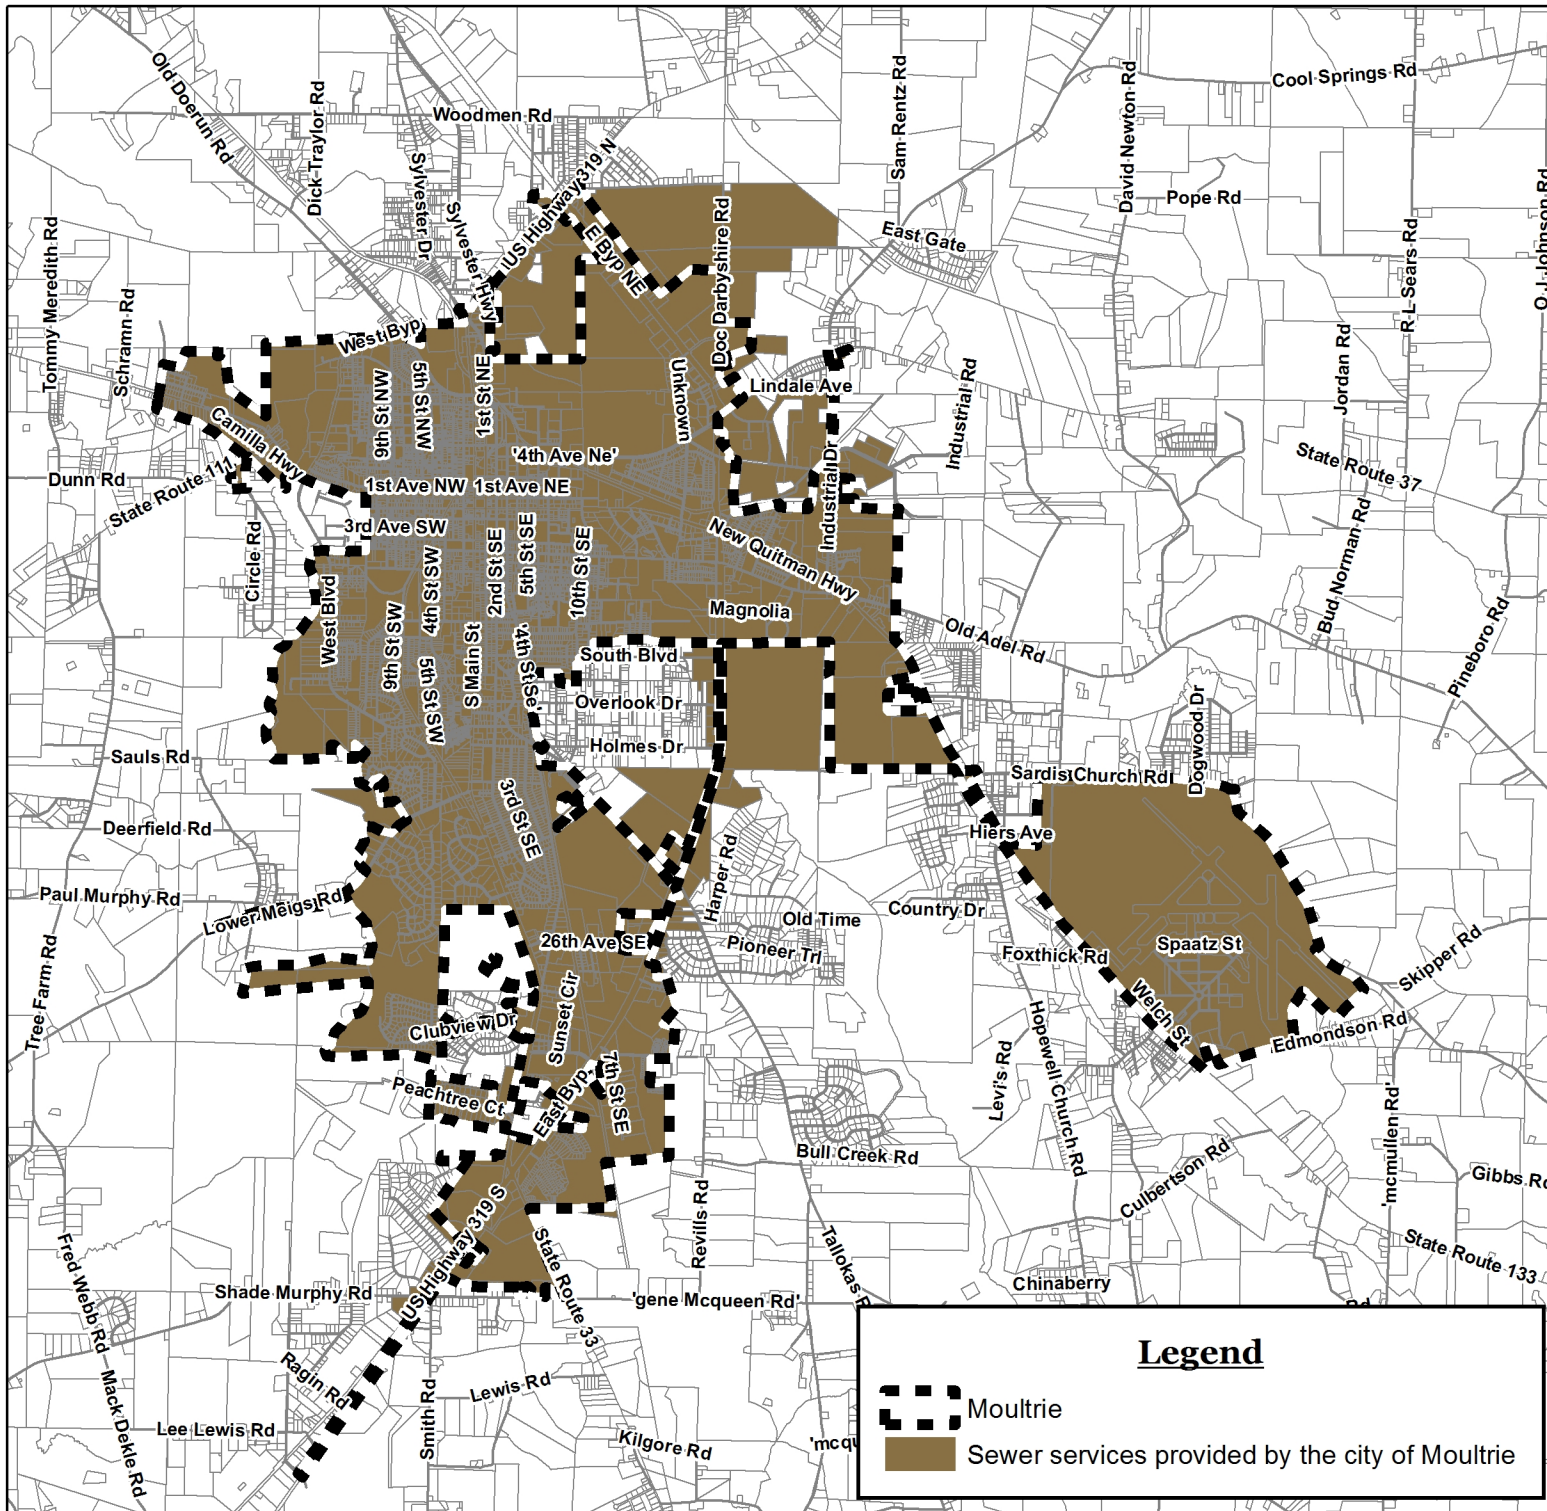 Cool Springs Rd
Old Doerun Rd
Dick Taylor Rd
Woodmen Rd
Sam Rentz Rd
David Newton Rd
Sylvester Dr
US Highway 319 N
Pope Rd
O J Johnson Rd
Tommy Meredith Rd
Schramn Rd
Sylvester Hwy
E Byp NE
Doc Darbyshire Rd
East Gate
R L Sears Rd
West Byp
Jordan Rd
9th St NW
5th St NW
1st St NE
Unknown
Lindale Ave
Industrial Rd
Camilla Hwy
'4th Ave Ne'
Industrial Dr
State Route 37
Dunn Rd
State Route 111
1st Ave NW
1st Ave NE
3rd Ave SW
Circle Rd
2nd St SE
5th St SE
10th St SE
New Quitman Hwy
Bud Norman Rd
West Blvd
4th St SW
Magnolia
Old Adel Rd
Pineboro Rd
9th St SW
5th St SW
S Main St
'4th St Se'
South Blvd
Overlook Dr
Holmes Dr
Dogwood Dr
Sauls Rd
Sardis Church Rd
Deerfield Rd
3rd St SE
Hiers Ave
Paul Murphy Rd
Lower Meigs Rd
Harper Rd
Country Dr
Old Time
26th Ave SE
Pioneer Trl
Foxthick Rd
Spaatz St
Skipper Rd
Tree Farm Rd
Clubview Dr
Sunset Cir
Welch St
Edmondson Rd
Hopewell Church Rd
Levi's Rd
Peachtree Ct
East Byp
7th St SE
'mcmullen Rd'
Bull Creek Rd
Culbertson Rd
Gibbs Rd
Fred Webb Rd
US Highway 319 S
State Route 33
Revills Rd
Tallokas R
State Route 133
Shade Murphy Rd
'gene Mcqueen Rd'
Chinaberry
Rd
Ragin Rd
Mack Dekle Rd
Lewis Rd
Smith Rd
Lee Lewis Rd
Kilgore Rd
'mcqu
Legend
Moultrie
Sewer services provided by the city of Moultrie